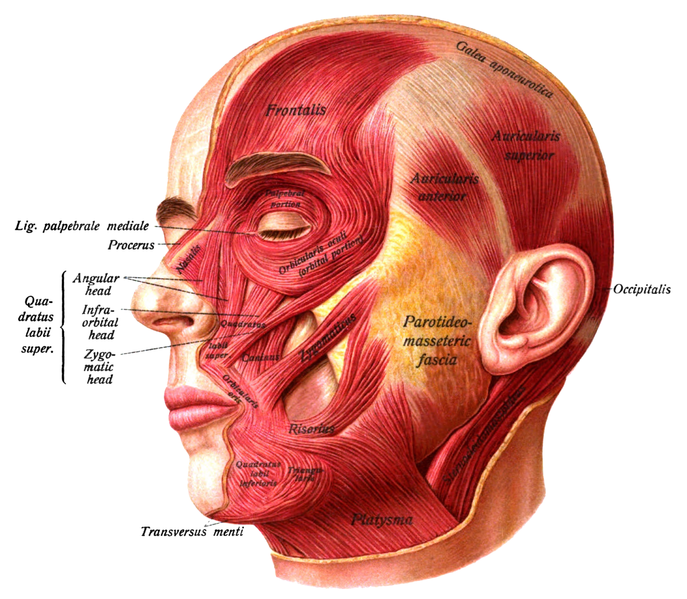 Galea aponeurotica
Frontalis
Auricularis
superior
Auricularis
anterior
Palpebral
portion
Lig. palpebrale mediale
Procerus
Nasalis
Orbicularis oculi
(orbital portion)
Angular
head
Infra-
orbital
head
Zygo-
matic
head
Qua-
dratus
labii
super.
Occipitalis
Quadratus
labii
super.
Caninus
Zygomaticus
Parotideo-
masseteric
fascia
Orbicularis
oris
Risorius
Quadratus
labii
inferioris
Triangu-
laris
Platysma
Transversus menti